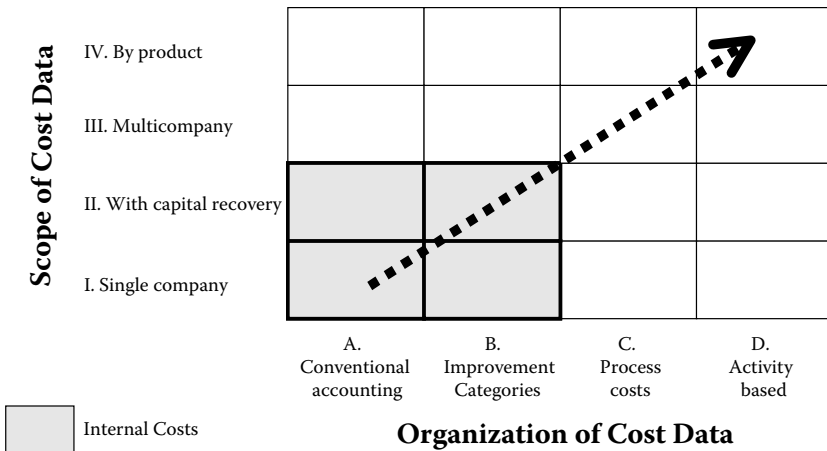 Scope of Cost Data
IV. By product
III. Multicompany
II. With capital recovery
I. Single company
A.
Conventional
accounting
B.
Improvement
Categories
C.
Process
costs
D.
Activity
based
Internal Costs
Organization of Cost Data